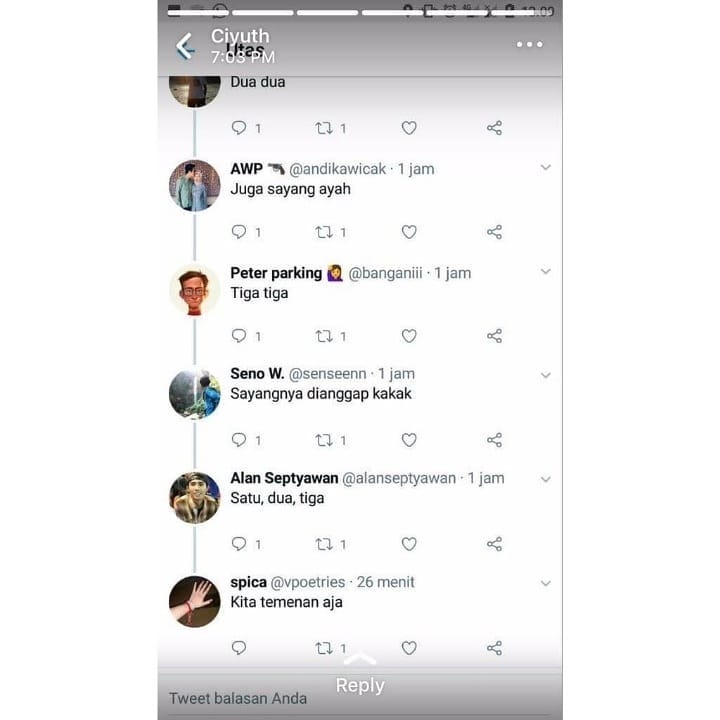 13.09
Ciyuth
Utas
7:03 PM
Dua dua
1 1
AWP @andikawicak · 1 jam
Juga sayang ayah
1 1
Peter parking @banganiii · 1 jam
Tiga tiga
1 1
Seno W. @senseenn · 1 jam
Sayangnya dianggap kakak
1 1
Alan Septyawan @alanseptyawan · 1 jam
Satu, dua, tiga
1 1
spica @vpoetries · 26 menit
Kita temenan aja
1
Reply
Tweet balasan Anda